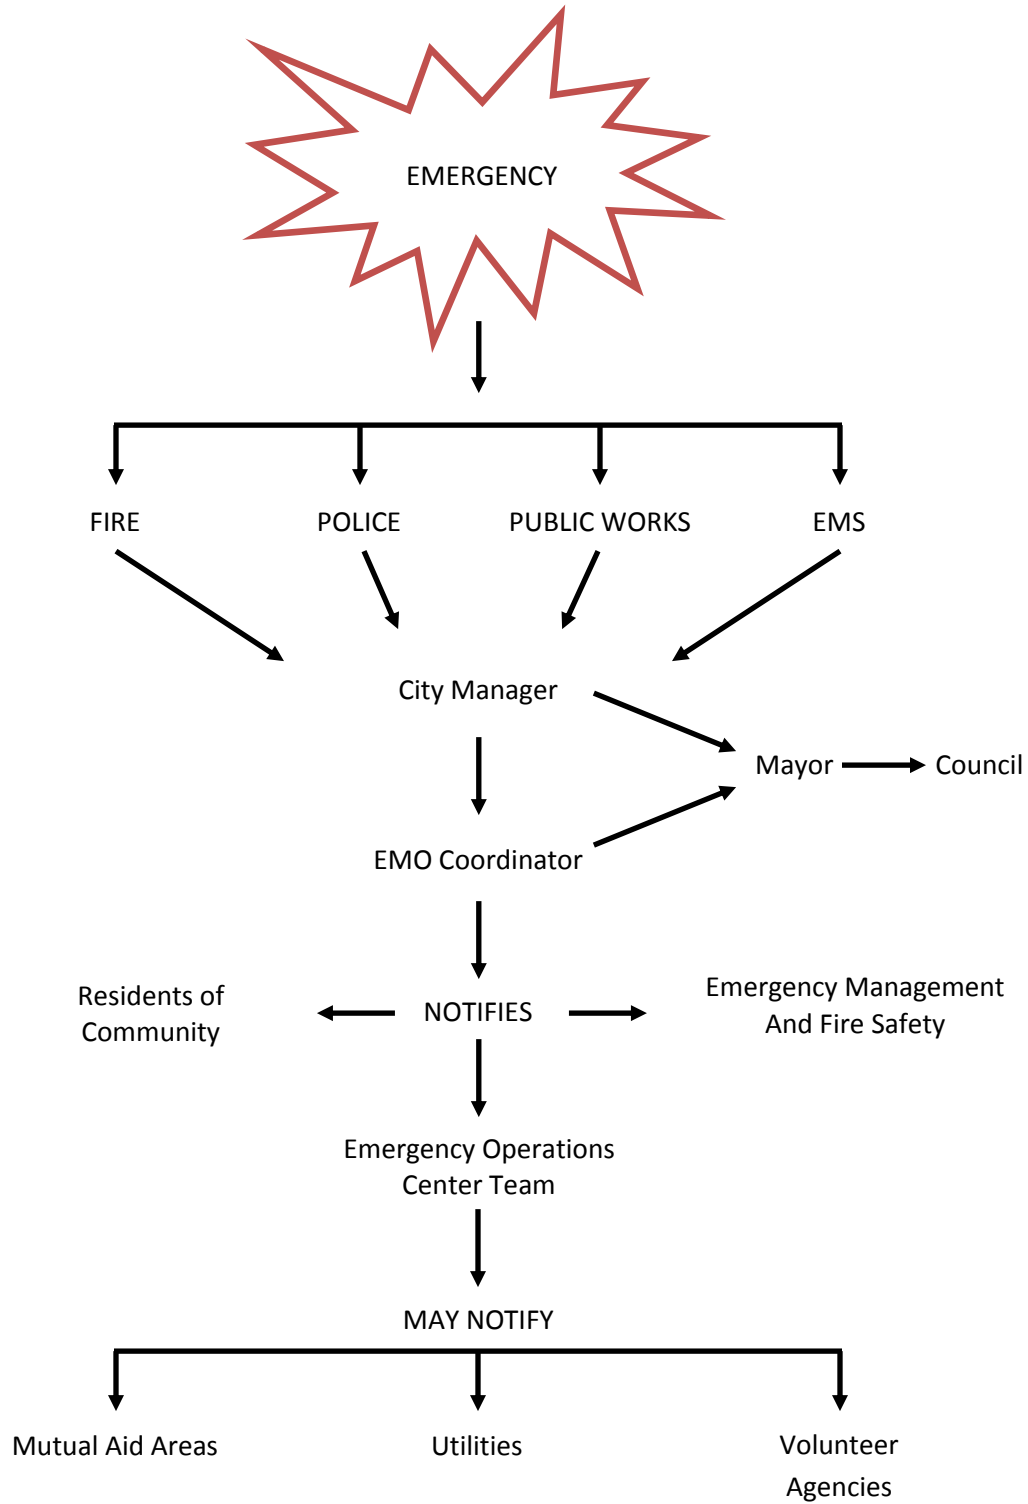 EMERGENCY
FIRE
POLICE
PUBLIC WORKS
EMS
City Manager
Mayor
Council
EMO Coordinator
Residents of
Community
NOTIFIES
Emergency Management
And Fire Safety
Emergency Operations
Center Team
MAY NOTIFY
Mutual Aid Areas
Utilities
Volunteer
Agencies